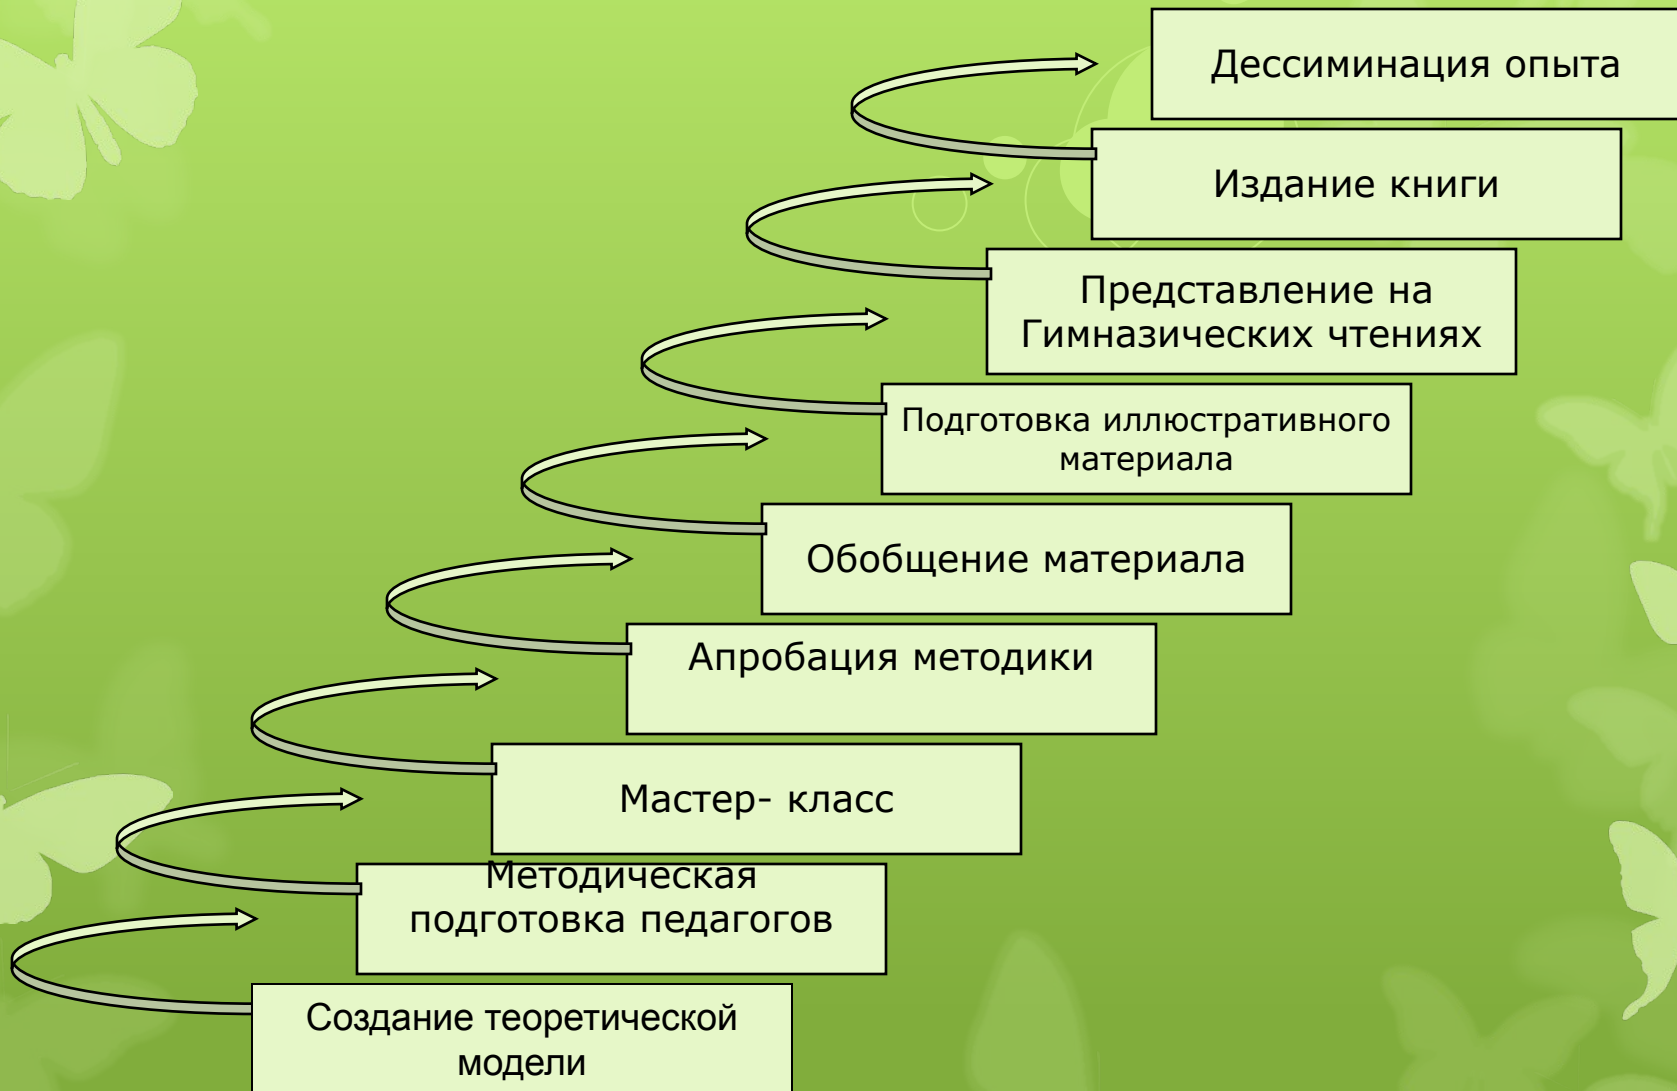 Дессиминация опыта
Издание книги
Представление на
Гимназических чтениях
Подготовка иллюстративного
материала
Обобщение материала
Апробация методики
Мастер- класс
Методическая
подготовка педагогов
Создание теоретической
модели